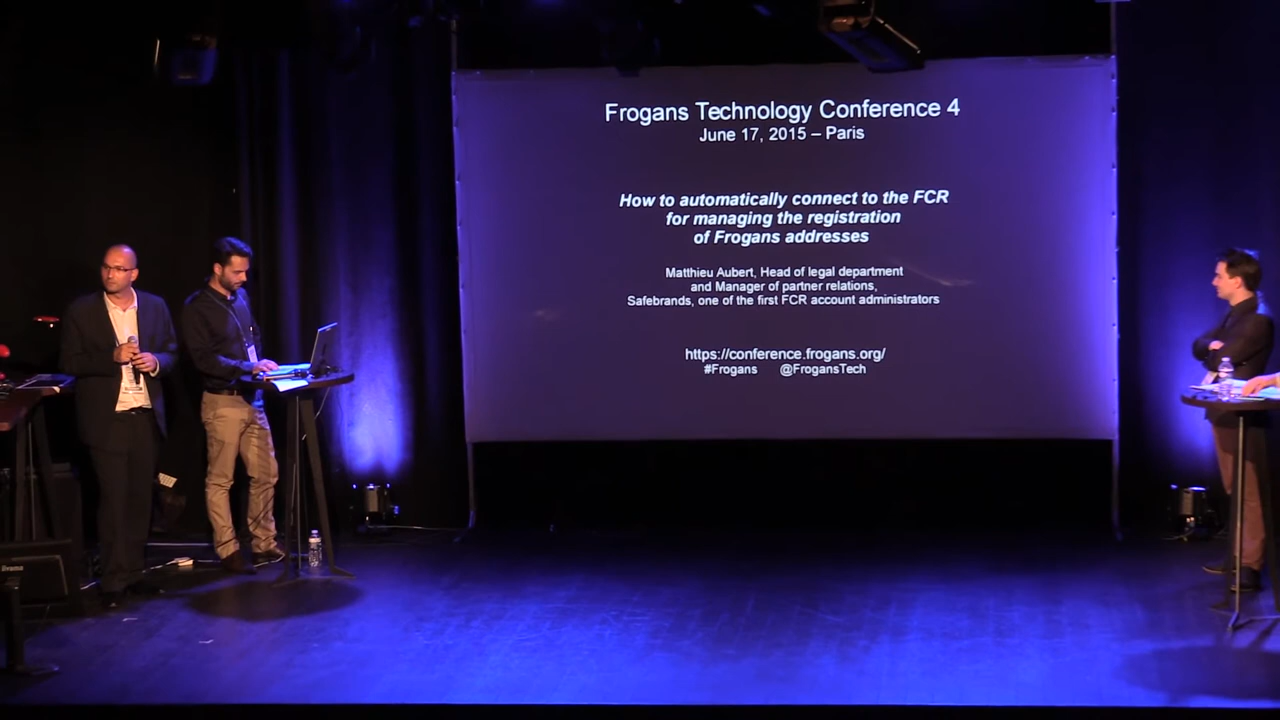 Frogans Technology Conference 4
June 17, 2015 – Paris
How to automatically connect to the FCR
for managing the registration
of Frogans addresses
Matthieu Aubert, Head of legal department
and Manager of partner relations,
Safebrands, one of the first FCR account administrators
https://conference.frogans.org/
#Frogans @FrogansTech
iiyama